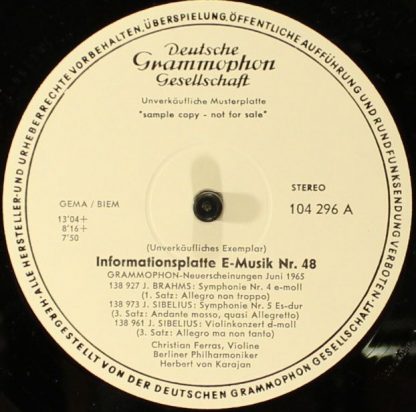 ALLE HERSTELLER- UND URHEBERRECHTE VORBEHALTEN, ÜBERSPIELUNG, ÖFFENTLICHE AUFFÜHRUNG UND RUNDFUNKSENDUNG VERBOTEN. HERGESTELLT VON DER DEUTSCHEN GRAMMOPHON GESELLSCHAFT.
Deutsche
Grammophon
Gesellschaft
Unverkäufliche Musterplatte
"sample copy - not for sale"
GEMA / BIEM
STEREO
13'04+
8'16+
7'50
104 296 A
(Unverkäufliches Exemplar)
Informationsplatte E-Musik Nr. 48
GRAMMOPHON-Neuerscheinungen Juni 1965
138 927 J. BRAHMS: Symphonie Nr. 4 e-moll
(1. Satz: Allegro non troppo)
138 973 J. SIBELIUS: Symphonie Nr. 5 Es-dur
(3. Satz: Andante mosso, quasi Allegretto)
138 961 J. SIBELIUS: Violinkonzert d-moll
(3. Satz: Allegro ma non tanto)
Christian Ferras, Violine
Berliner Philharmoniker
Herbert von Karajan